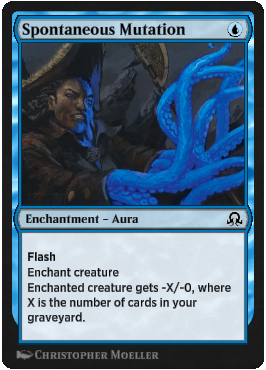 Spontaneous Mutation
Enchantment – Aura
Flash
Enchant creature
Enchanted creature gets -X/-0, where
X is the number of cards in your
graveyard.
Christopher Moeller